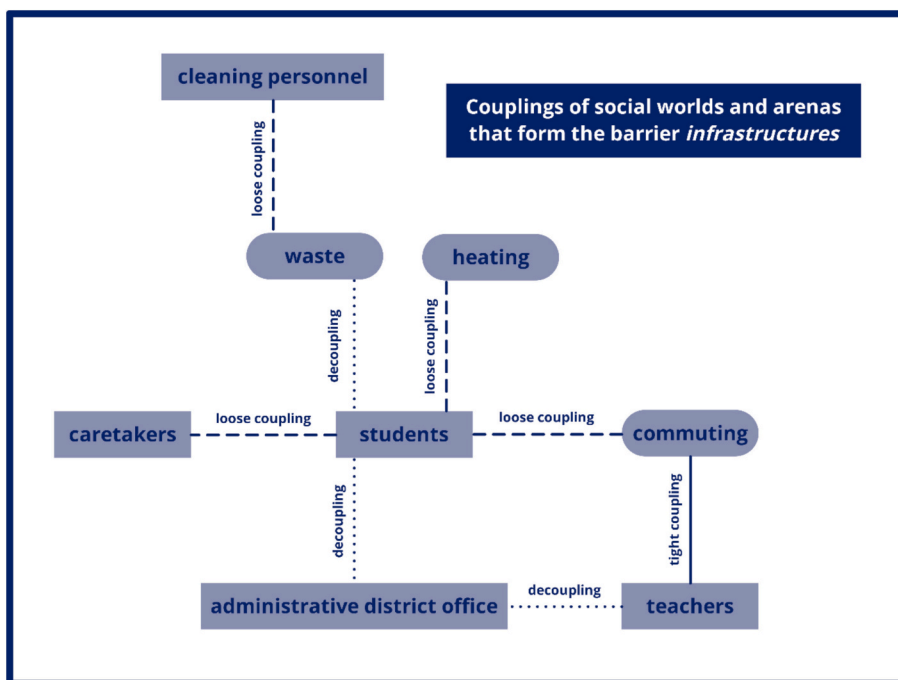 cleaning personnel
Couplings of social worlds and arenas
that form the barrier infrastructures
loose coupling
waste
heating
decoupling
loose coupling
caretakers
loose coupling
students
loose coupling
commuting
decoupling
tight coupling
administrative district office
decoupling
teachers